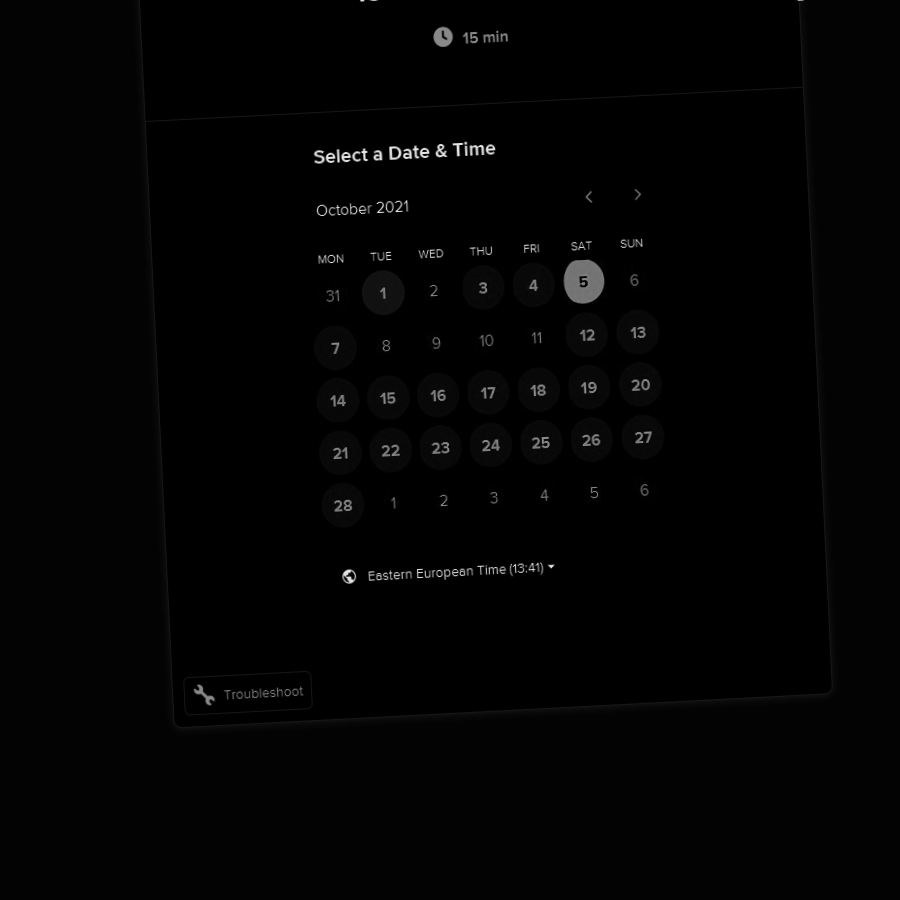 15 min
Select a Date & Time
October 2021
MON TUE WED THU FRI SAT SUN
31 1 2 3 4 5 6
7 8 9 10 11 12 13
14 15 16 17 18 19 20
21 22 23 24 25 26 27
28 1 2 3 4 5 6
Eastern European Time (13:41)
Troubleshoot